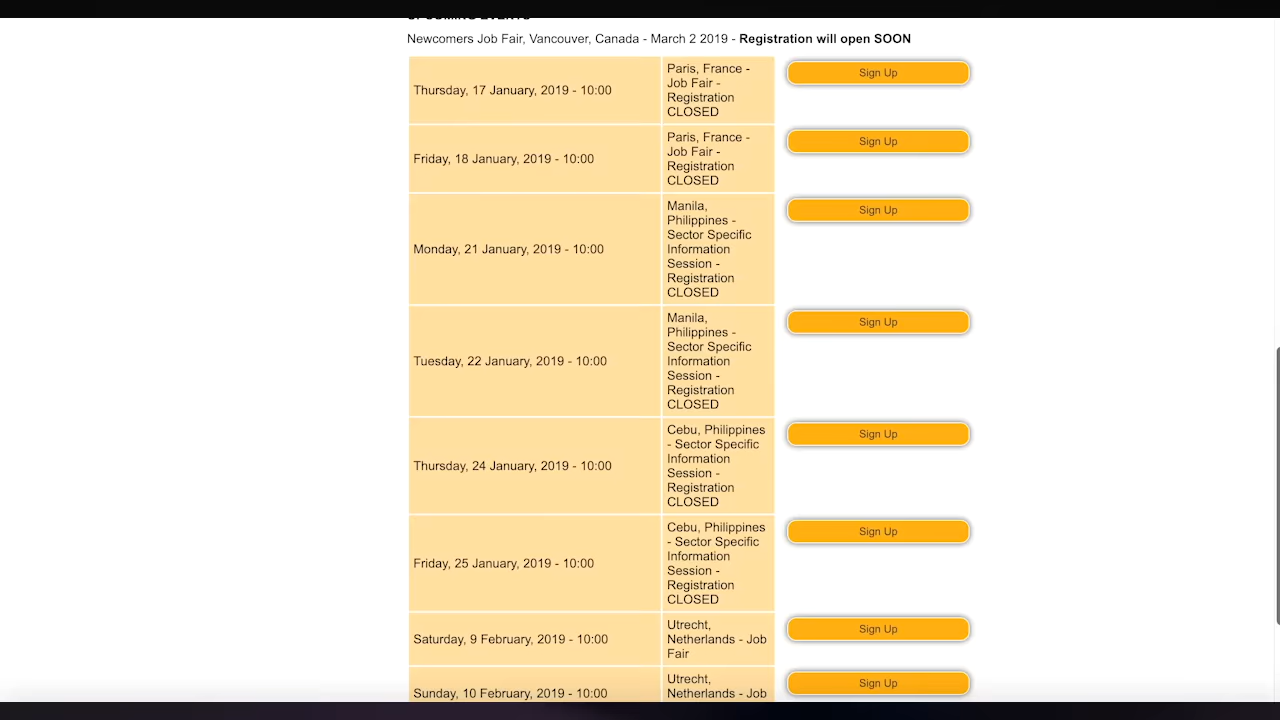 UPCOMING EVENTS
Newcomers Job Fair, Vancouver, Canada - March 2 2019 - Registration will open SOON
Thursday, 17 January, 2019 - 10:00
Paris, France -
Job Fair -
Registration
CLOSED
Sign Up
Friday, 18 January, 2019 - 10:00
Paris, France -
Job Fair -
Registration
CLOSED
Sign Up
Monday, 21 January, 2019 - 10:00
Manila,
Philippines -
Sector Specific
Information
Session -
Registration
CLOSED
Sign Up
Tuesday, 22 January, 2019 - 10:00
Manila,
Philippines -
Sector Specific
Information
Session -
Registration
CLOSED
Sign Up
Thursday, 24 January, 2019 - 10:00
Cebu, Philippines
- Sector Specific
Information
Session -
Registration
CLOSED
Sign Up
Friday, 25 January, 2019 - 10:00
Cebu, Philippines
- Sector Specific
Information
Session -
Registration
CLOSED
Sign Up
Saturday, 9 February, 2019 - 10:00
Utrecht,
Netherlands - Job
Fair
Sign Up
Sunday, 10 February, 2019 - 10:00
Utrecht,
Netherlands - Job
Sign Up